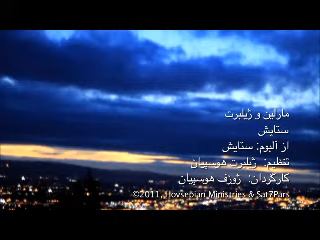 مارلین و ژیلبرت
ستایش
از آلبوم: ستایش
تنظیم: ژیلبرت هوسپیان
کارگردان: ژوزف هوسپیان
©2011, Hovsepian Ministries & Sat7Pars